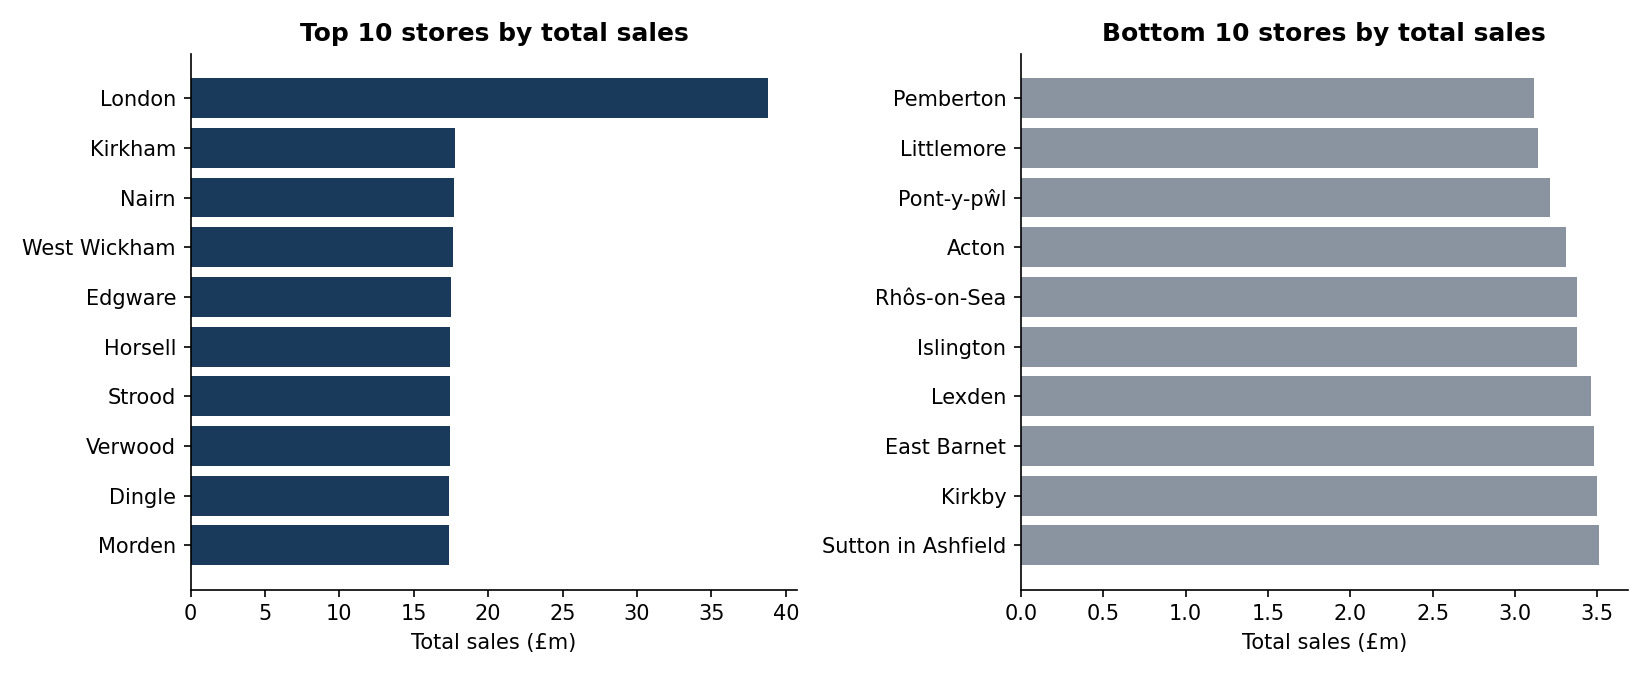 Top 10 stores by total sales
London
Kirkham
Nairn
West Wickham
Edgware
Horsell
Strood
Verwood
Dingle
Morden
0 5 10 15 20 25 30 35 40
Total sales (£m)
Bottom 10 stores by total sales
Pemberton
Littlemore
Pont-y-pŵl
Acton
Rhôs-on-Sea
Islington
Lexden
East Barnet
Kirkby
Sutton in Ashfield
0.0 0.5 1.0 1.5 2.0 2.5 3.0 3.5
Total sales (£m)